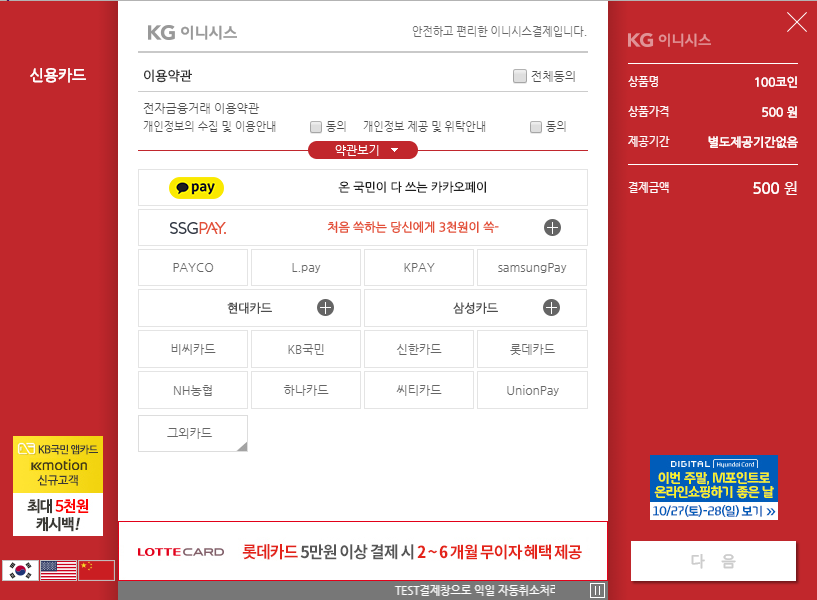 신용카드
KG 이니시스
안전하고 편리한 이니시스결제입니다.
이용약관
전체동의
전자금융거래 이용약관
개인정보의 수집 및 이용안내
동의
개인정보 제공 및 위탁안내
동의
약관보기
pay
온 국민이 다 쓰는 카카오페이
SSGPAY.
처음 쓱하는 당신에게 3천원이 쓱-
PAYCO
L.pay
KPAY
samsungPay
현대카드
삼성카드
비씨카드
KB국민
신한카드
롯데카드
NH농협
하나카드
씨티카드
UnionPay
그외카드
KB국민 앱카드
K motion
신규고객
최대 5천원
캐시백!
LOTTE CARD
롯데카드 5만원 이상 결제 시 2~6개월 무이자 혜택 제공
TEST결제창으로 익일 자동취소처리
KG 이니시스
상품명
100코인
상품가격
500 원
제공기간
별도제공기간없음
결제금액
500 원
DIGITAL Hyundai Card
이번 주말, M포인트로
온라인쇼핑하기 좋은 날
10/27(토)-28(일) 보기 »
다 음